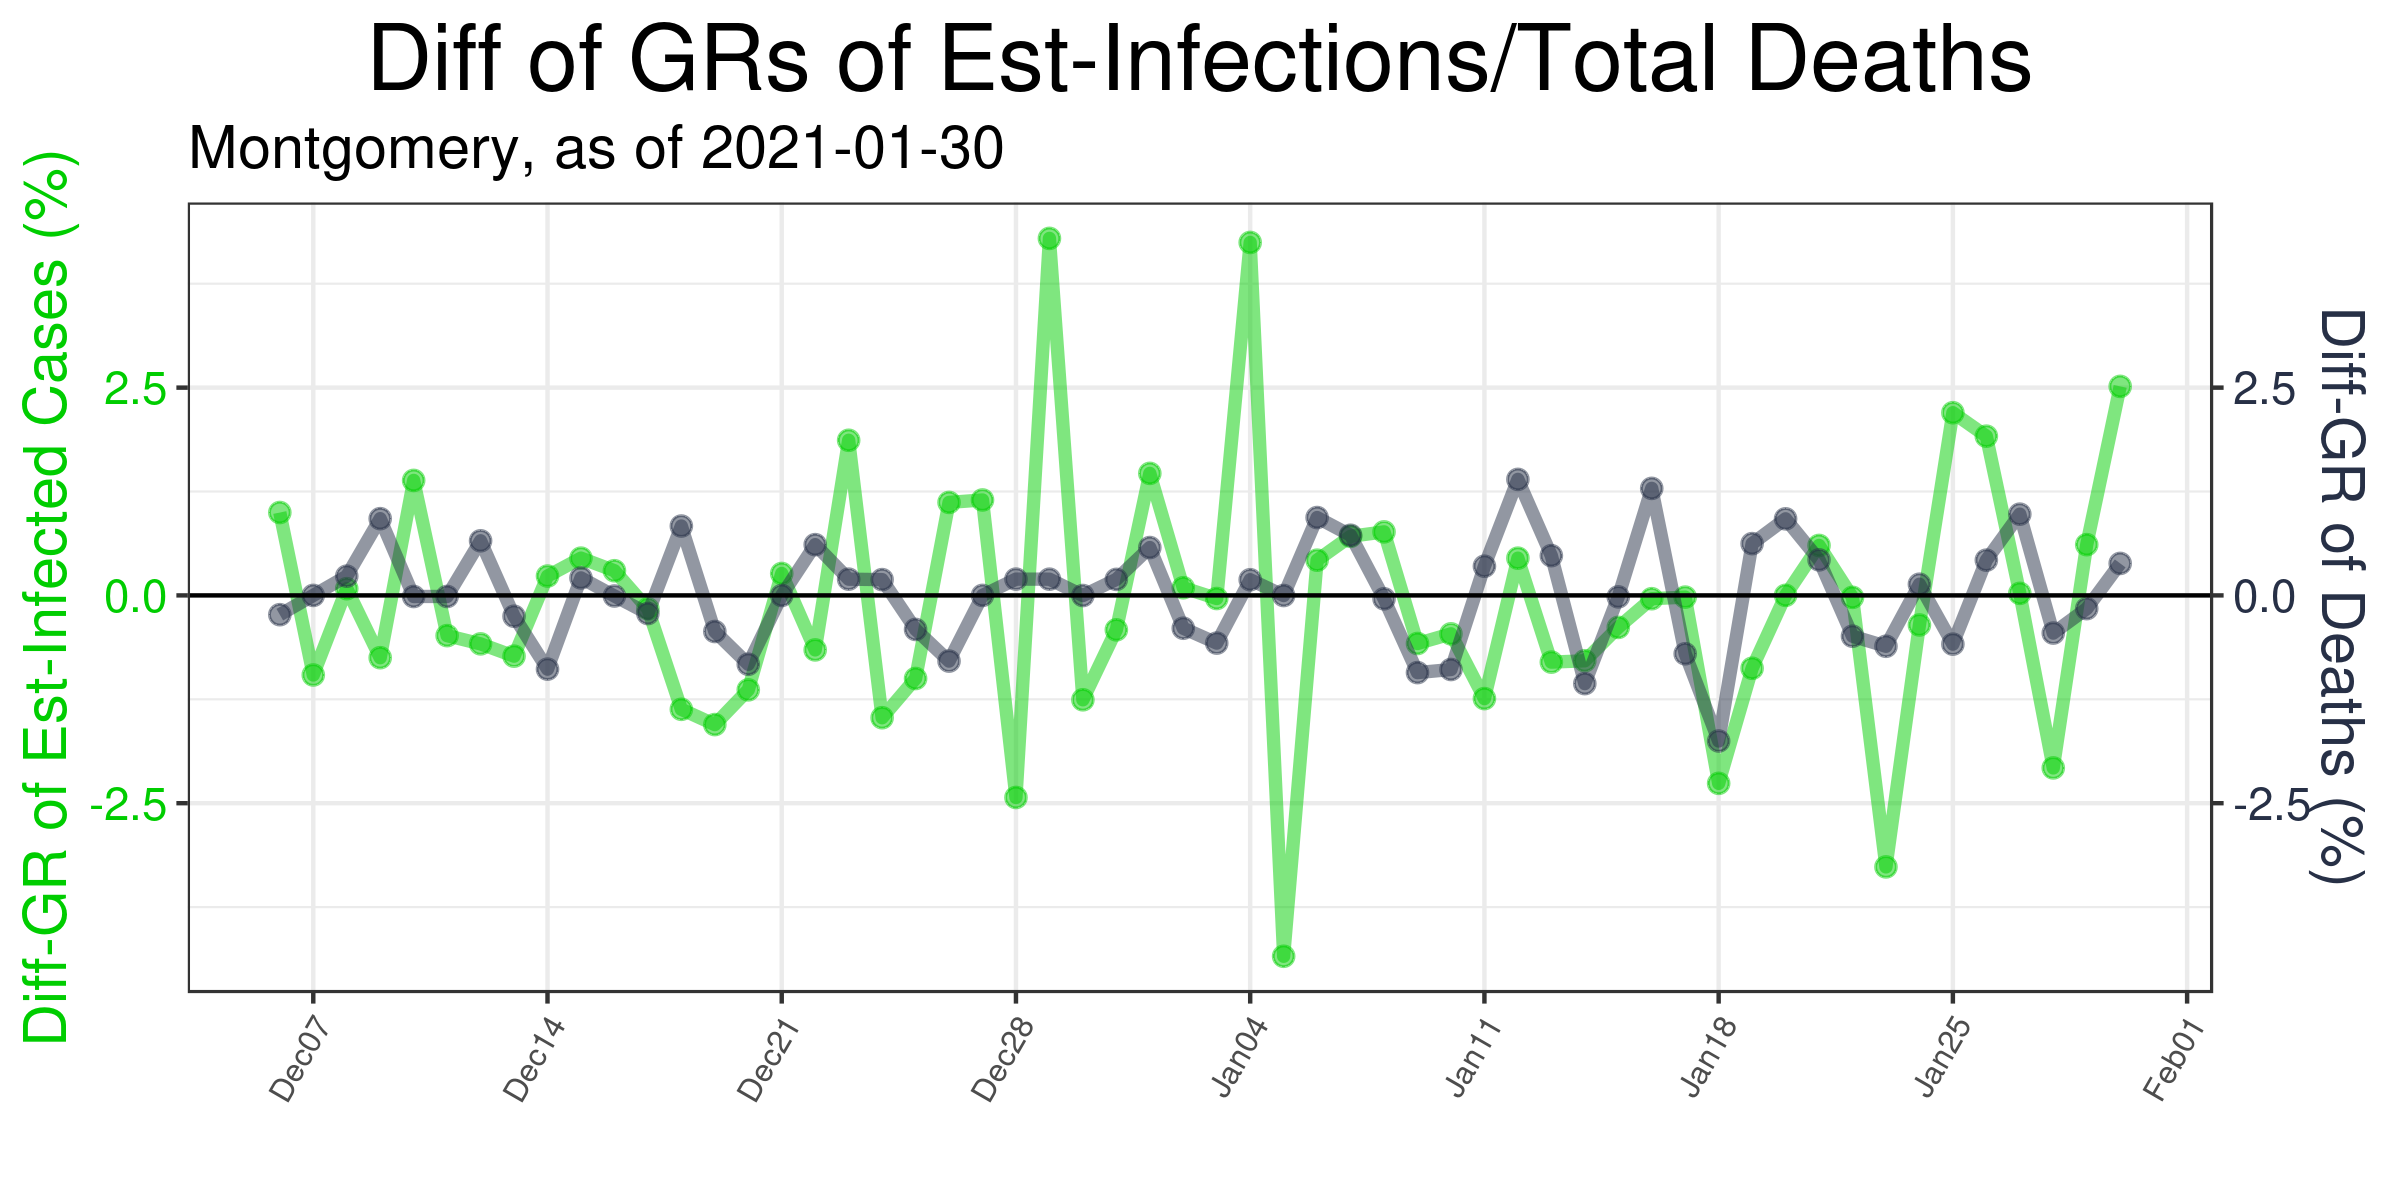 Diff of GRs of Est-Infections/Total Deaths
Montgomery, as of 2021-01-30
Diff-GR of Est-Infected Cases (%)
2.5
0.0
-2.5
2.5
0.0
-2.5
Diff-GR of Deaths (%)
Dec07
Dec14
Dec21
Dec28
Jan04
Jan11
Jan18
Jan25
Feb01